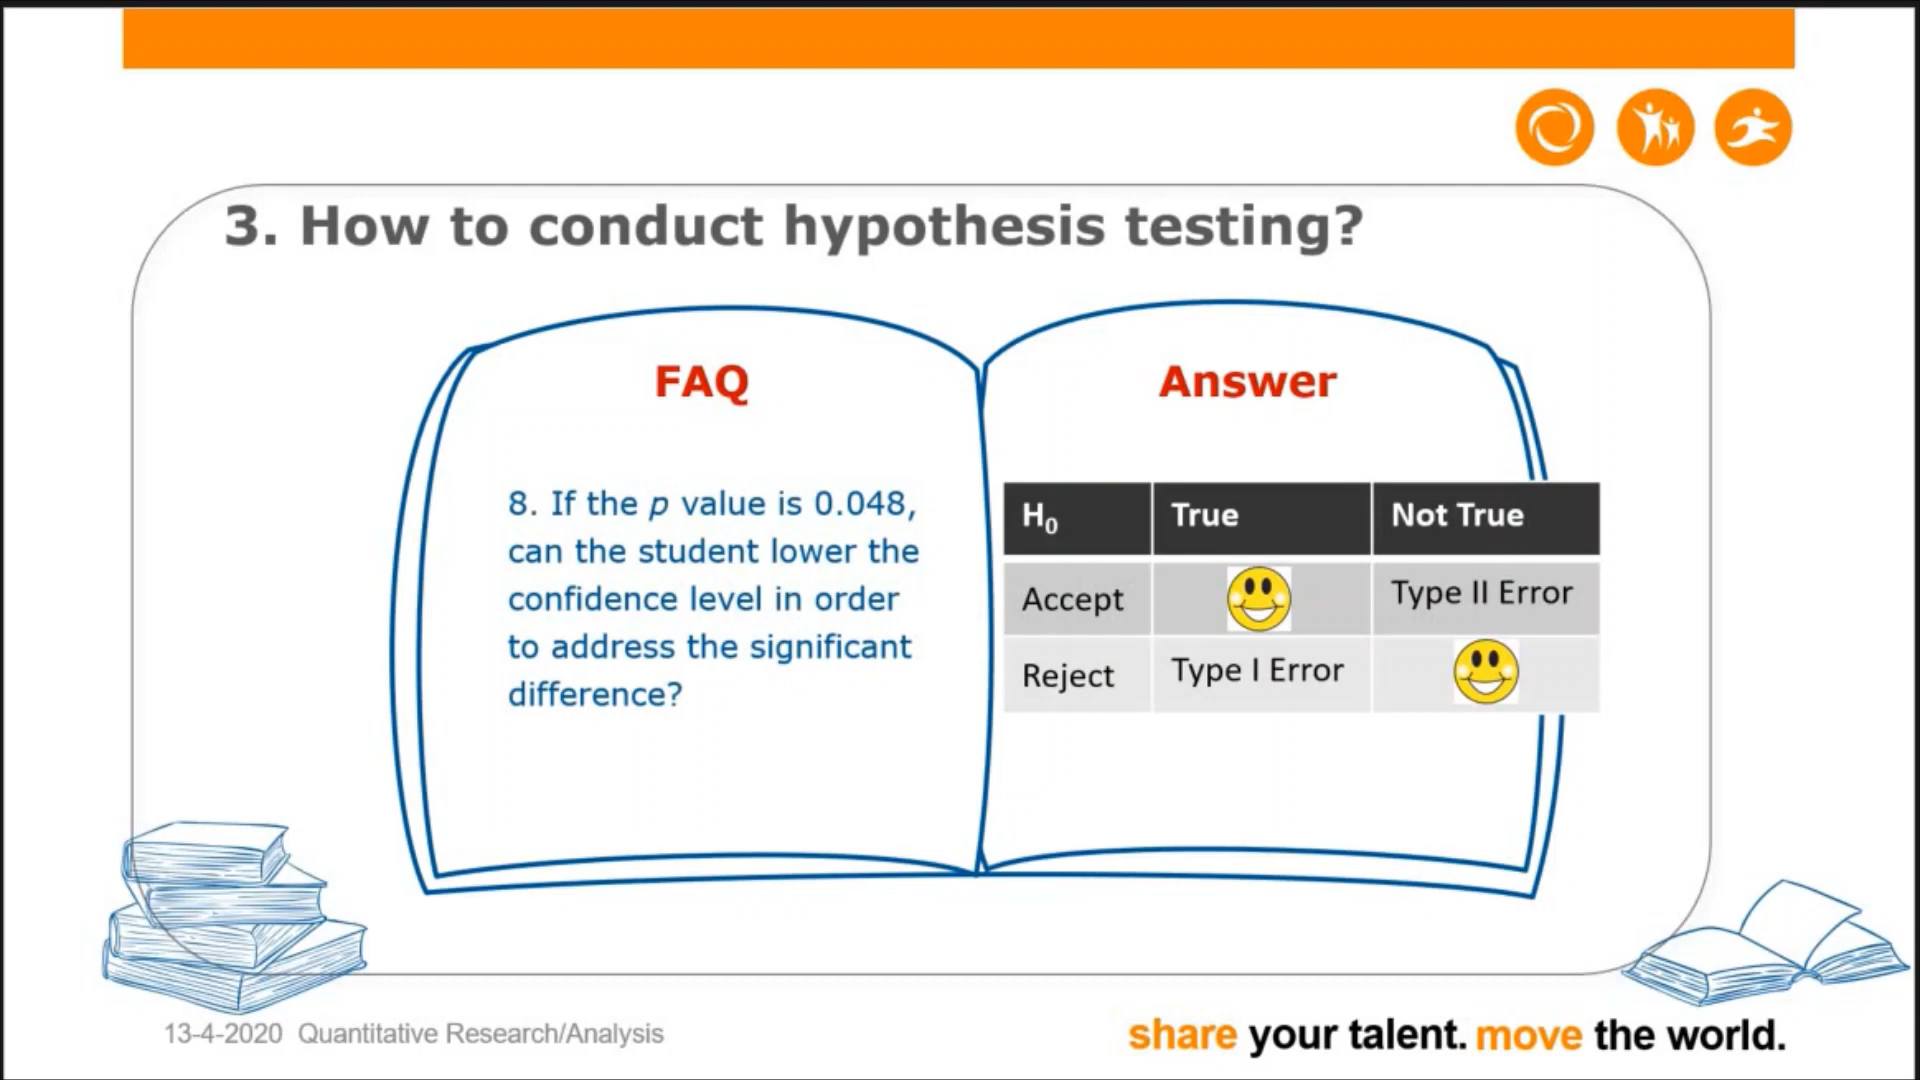 3. How to conduct hypothesis testing?
FAQ
8. If the p value is 0.048,
can the student lower the
confidence level in order
to address the significant
difference?
Answer
H₀ True Not True
Accept Type II Error
Reject Type I Error
13-4-2020 Quantitative Research/Analysis
share your talent. move the world.